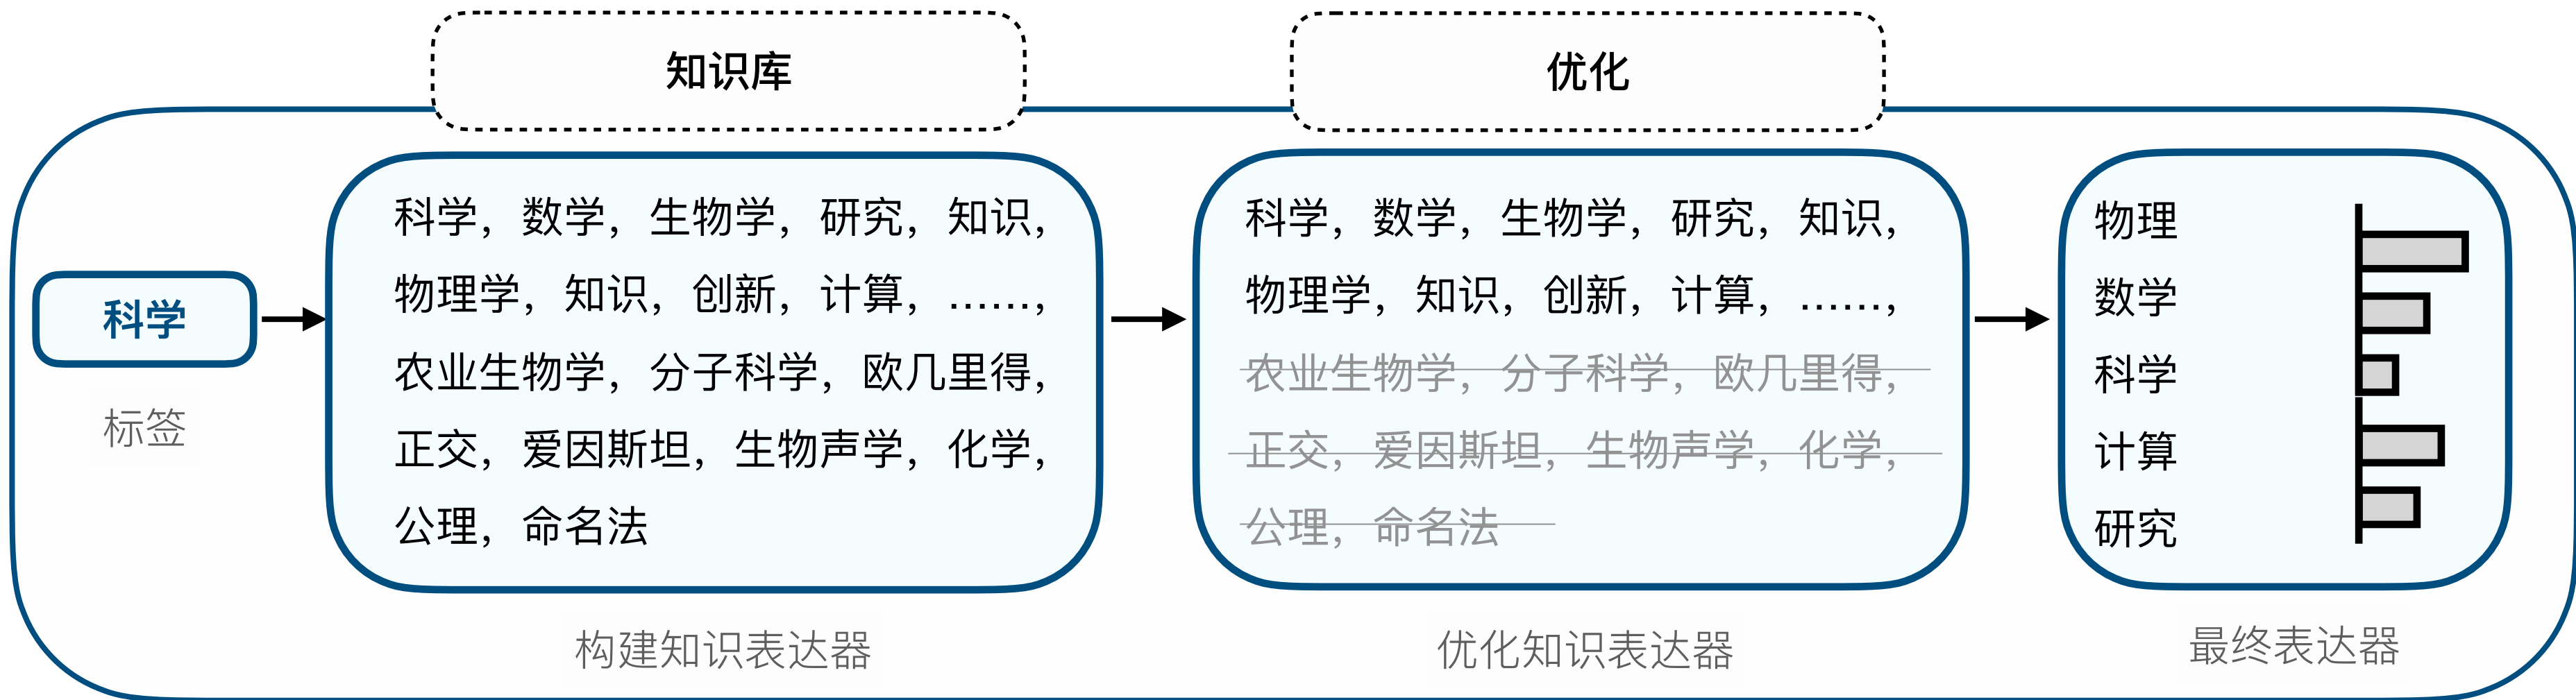 知识库
优化
科学
标签
科学，数学，生物学，研究，知识，
物理学，知识，创新，计算，……，
农业生物学，分子科学，欧几里得，
正交，爱因斯坦，生物声学，化学，
公理，命名法
构建知识表达器
科学，数学，生物学，研究，知识，
物理学，知识，创新，计算，……，
农业生物学，分子科学，欧几里得，
正交，爱因斯坦，生物声学，化学，
公理，命名法
优化知识表达器
物理
数学
科学
计算
研究
最终表达器